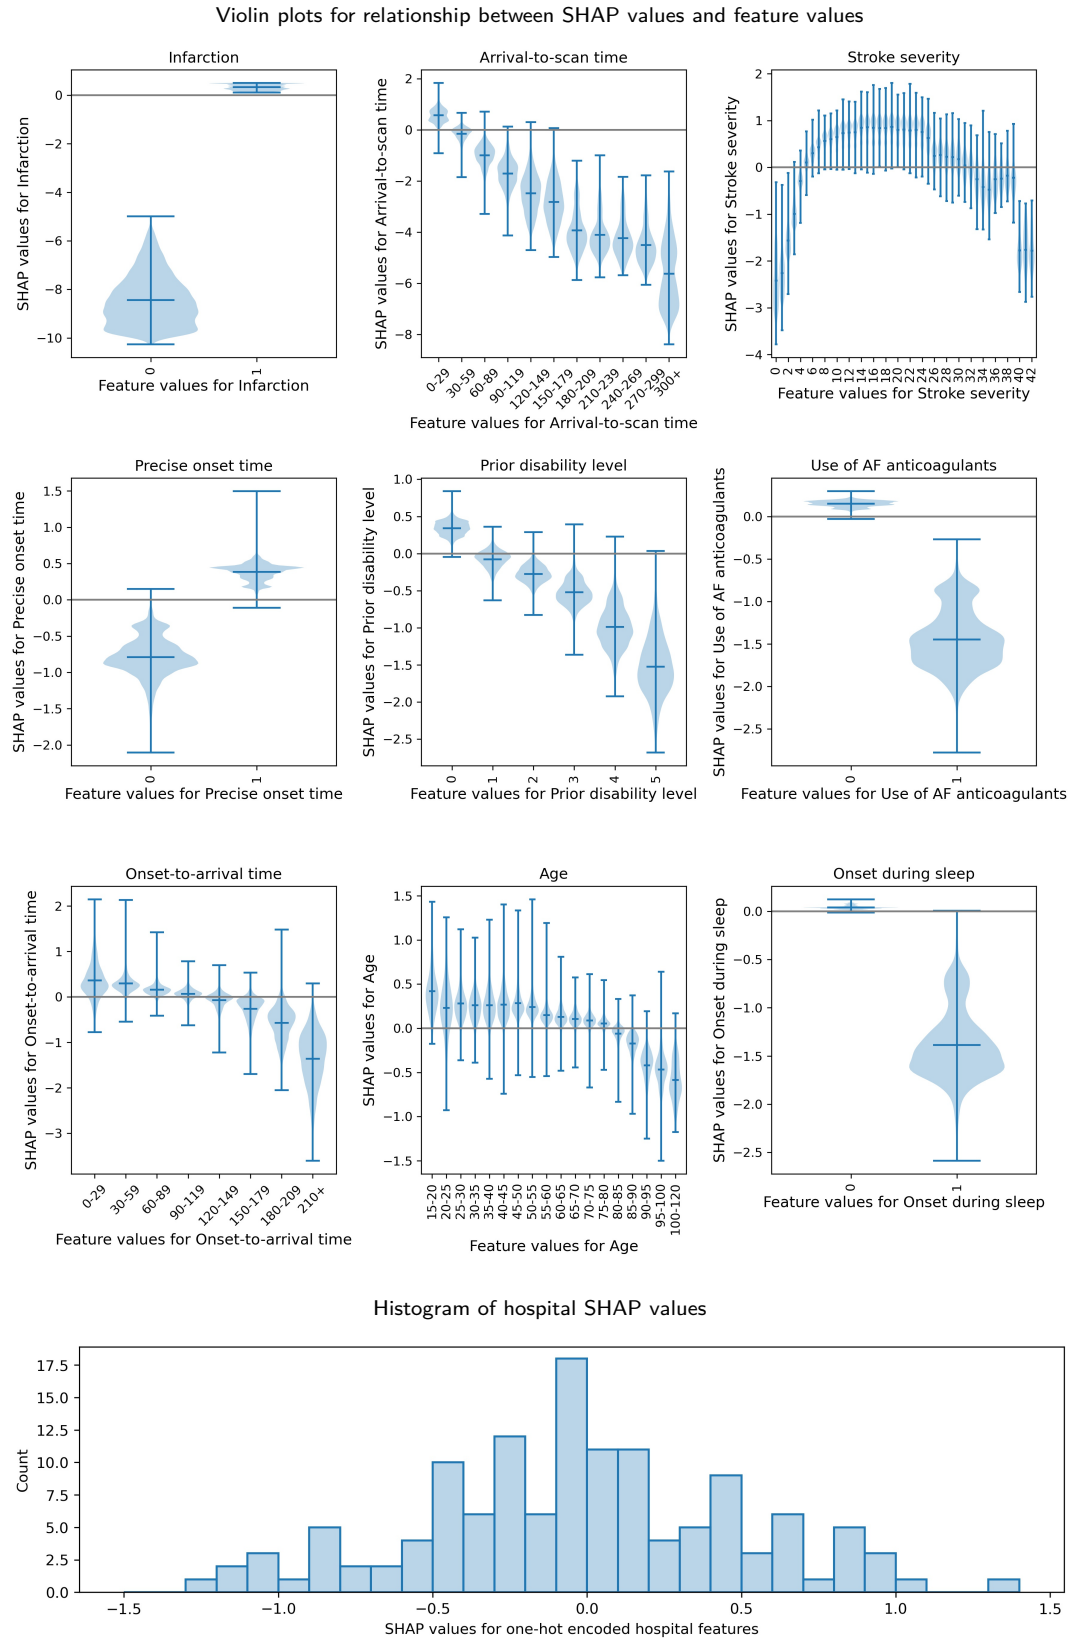 Violin plots for relationship between SHAP values and feature values
Infarction
SHAP values for Infarction
0
−2
−4
−6
−8
−10
0 1
Feature values for Infarction
Arrival-to-scan time
SHAP values for Arrival-to-scan time
2
0
−2
−4
−6
−8
0-29 30-59 60-89 90-119 120-149 150-179 180-209 210-239 240-269 270-299 300+
Feature values for Arrival-to-scan time
Stroke severity
SHAP values for Stroke severity
2
1
0
−1
−2
−3
−4
0 2 4 6 8 10 12 14 16 18 20 22 24 26 28 30 32 34 36 38 40 42
Feature values for Stroke severity
Precise onset time
SHAP values for Precise onset time
1.5
1.0
0.5
0.0
−0.5
−1.0
−1.5
−2.0
0 1
Feature values for Precise onset time
Prior disability level
SHAP values for Prior disability level
1.0
0.5
0.0
−0.5
−1.0
−1.5
−2.0
−2.5
0 1 2 3 4 5
Feature values for Prior disability level
Use of AF anticoagulants
SHAP values for Use of AF anticoagulants
0.0
−0.5
−1.0
−1.5
−2.0
−2.5
0 1
Feature values for Use of AF anticoagulants
Onset-to-arrival time
SHAP values for Onset-to-arrival time
2
1
0
−1
−2
−3
0-29 30-59 60-89 90-119 120-149 150-179 180-209 210+
Feature values for Onset-to-arrival time
Age
SHAP values for Age
1.5
1.0
0.5
0.0
−0.5
−1.0
−1.5
15-20 20-25 25-30 30-35 35-40 40-45 45-50 50-55 55-60 60-65 65-70 70-75 75-80 80-85 85-90 90-95 95-100 100-120
Feature values for Age
Onset during sleep
SHAP values for Onset during sleep
0.0
−0.5
−1.0
−1.5
−2.0
−2.5
0 1
Feature values for Onset during sleep
Histogram of hospital SHAP values
Count
17.5
15.0
12.5
10.0
7.5
5.0
2.5
0.0
−1.5 −1.0 −0.5 0.0 0.5 1.0 1.5
SHAP values for one-hot encoded hospital features